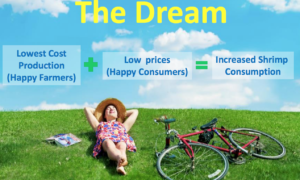 The Dream
Lowest Cost
Production
(Happy Farmers)
+
Low prices
(Happy Consumers)
=
Increased Shrimp
Consumption